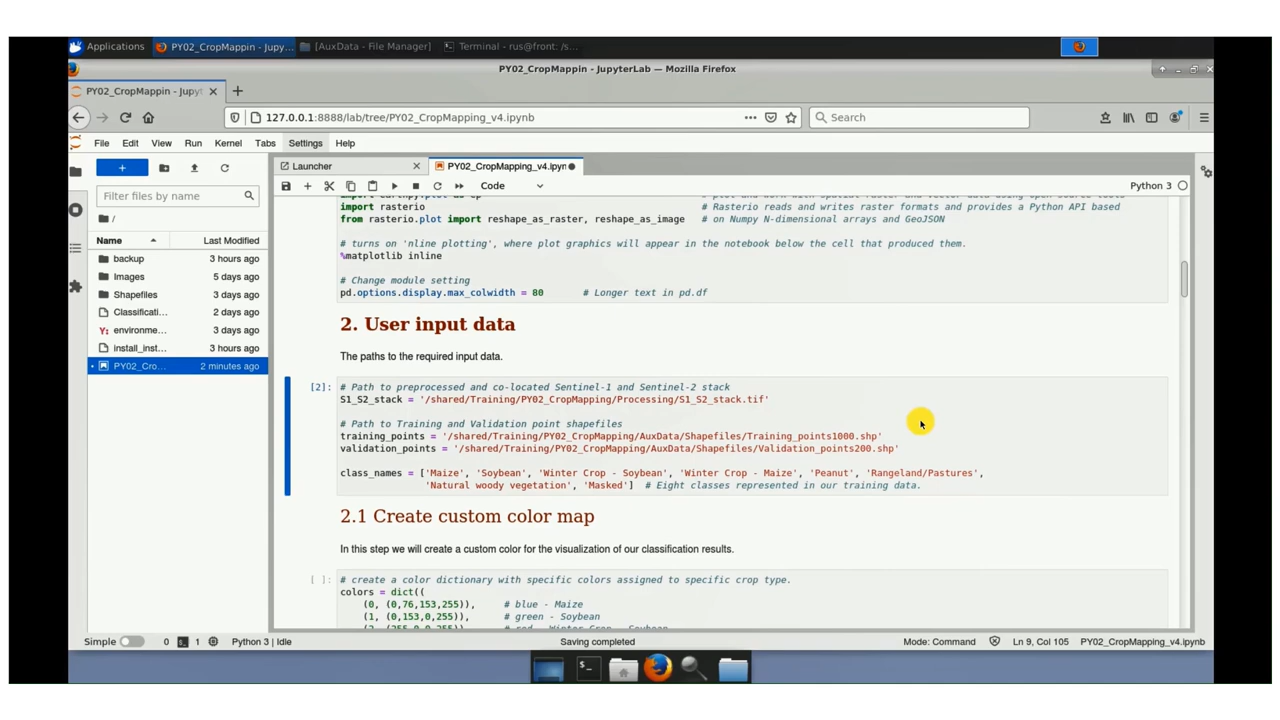 Applications PY02_CropMappin - Jupy... [AuxData - File Manager] Terminal - rus@front: /s...
PY02_CropMappin - JupyterLab — Mozilla Firefox
PY02_CropMappin - Jupyt
127.0.0.1:8888/lab/tree/PY02_CropMapping_v4.ipynb Search
File Edit View Run Kernel Tabs Settings Help
Launcher PY02_CropMapping_v4.ipyn
Code Python 3
Filter files by name
/
Name Last Modified
backup 3 hours ago
Images 5 days ago
Shapefiles 3 days ago
Classificati... 2 days ago
Y: environme... 3 days ago
install_inst... 3 hours ago
PY02_Cro... 2 minutes ago
import rasterio # Rasterio reads and writes raster formats and provides a Python API based
from rasterio.plot import reshape_as_raster, reshape_as_image # on Numpy N-dimensional arrays and GeoJSON
# turns on 'nline plotting', where plot graphics will appear in the notebook below the cell that produced them.
%matplotlib inline
# Change module setting
pd.options.display.max_colwidth = 80 # Longer text in pd.df
2. User input data
The paths to the required input data.
[2]: # Path to preprocessed and co-located Sentinel-1 and Sentinel-2 stack
S1_S2_stack = '/shared/Training/PY02_CropMapping/Processing/S1_S2_stack.tif'
# Path to Training and Validation point shapefiles
training_points = '/shared/Training/PY02_CropMapping/AuxData/Shapefiles/Training_points1000.shp'
validation_points = '/shared/Training/PY02_CropMapping/AuxData/Shapefiles/Validation_points200.shp'
class_names = ['Maize', 'Soybean', 'Winter Crop - Soybean', 'Winter Crop - Maize', 'Peanut', 'Rangeland/Pastures',
'Natural woody vegetation', 'Masked'] # Eight classes represented in our training data.
2.1 Create custom color map
In this step we will create a custom color for the visualization of our classification results.
[ ]: # create a color dictionary with specific colors assigned to specific crop type.
colors = dict((
(0, (0,76,153,255)), # blue - Maize
(1, (0,153,0,255)), # green - Soybean
Simple 0 1 Python 3 | Idle Saving completed Mode: Command Ln 9, Col 105 PY02_CropMapping_v4.ipynb